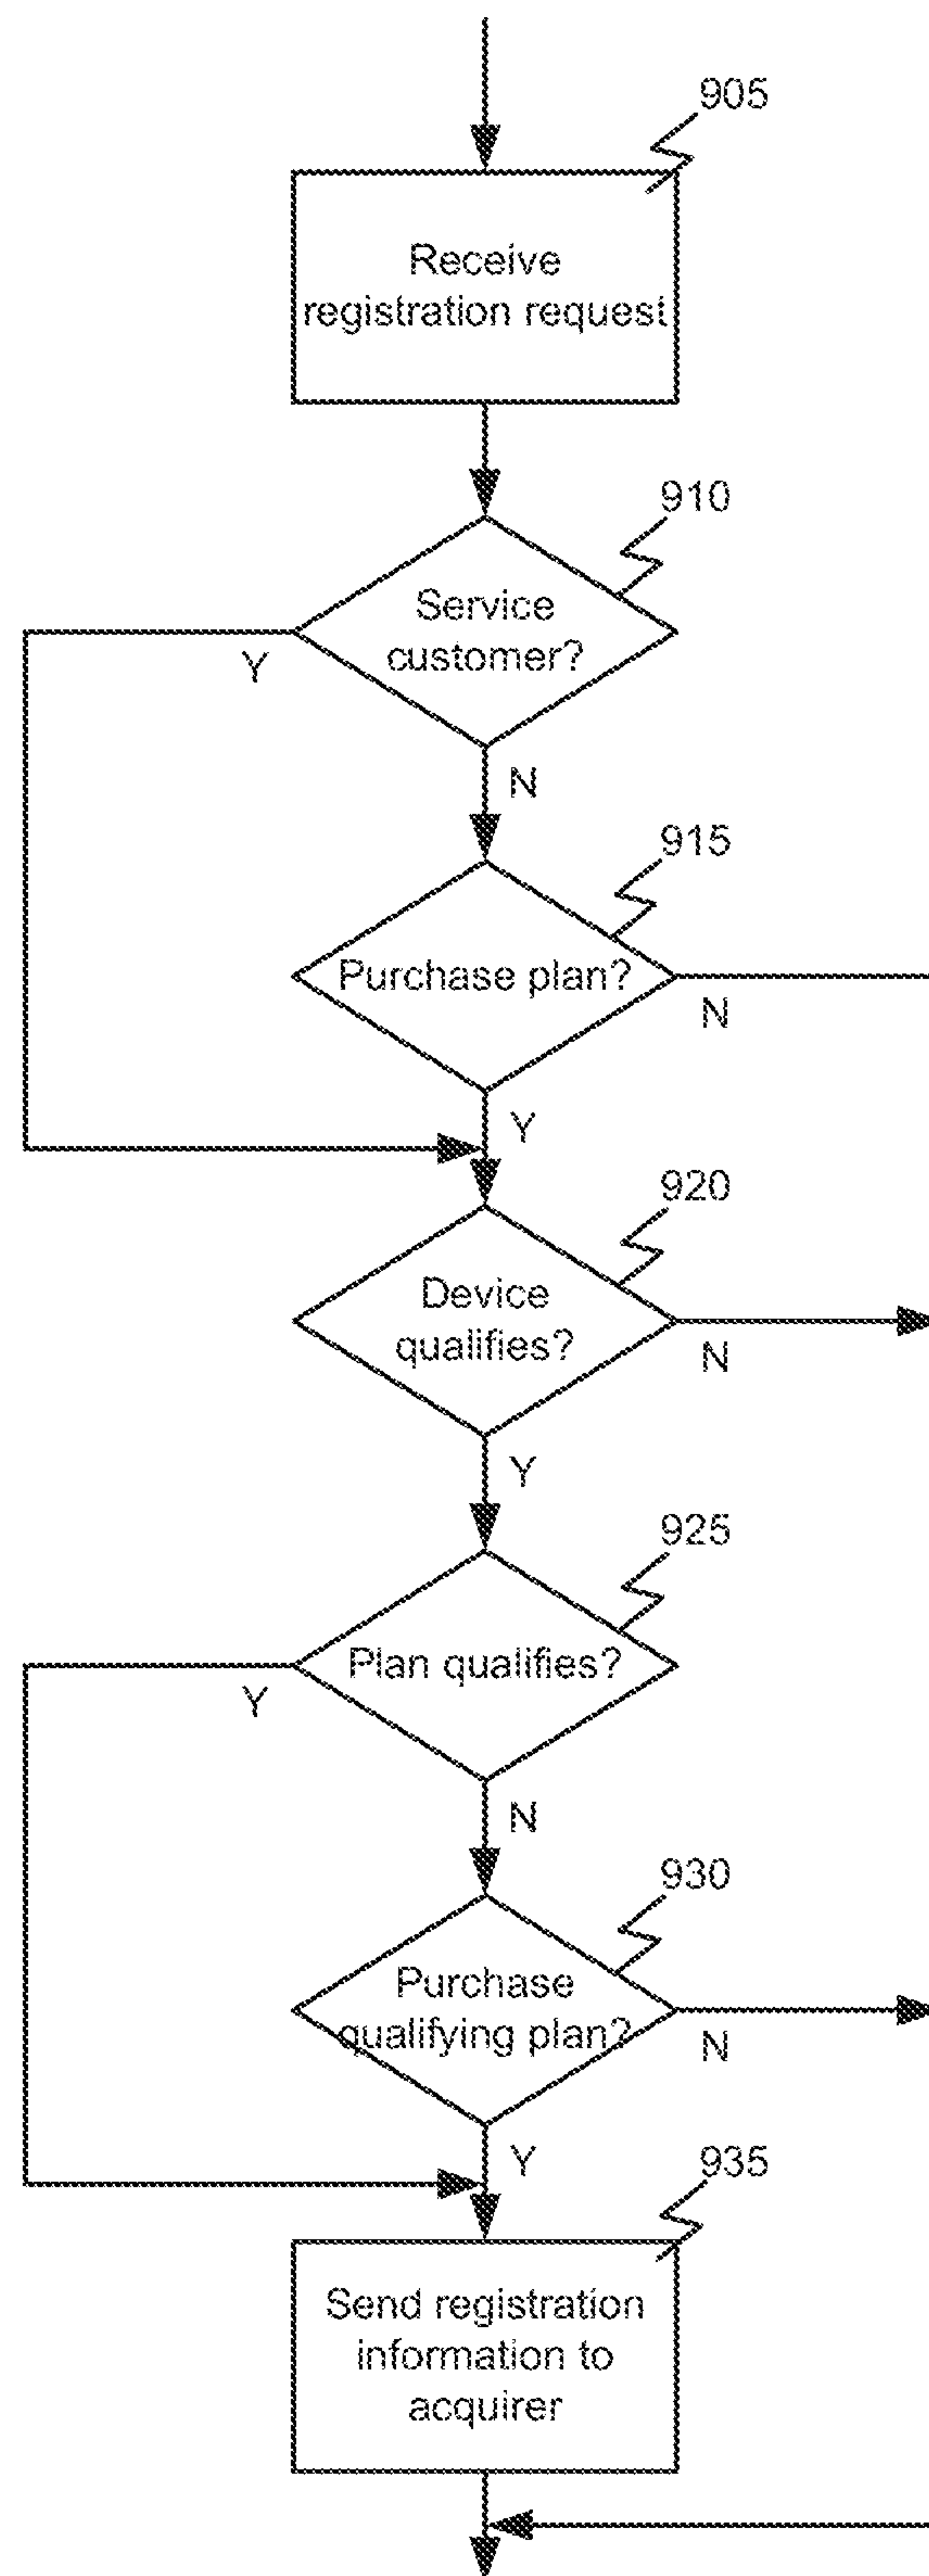 905
Receive
registration request
910
Service
customer?
Y
N
915
Purchase plan?
N
Y
920
Device
qualifies?
N
Y
925
Plan qualifies?
Y
N
930
Purchase
qualifying plan?
N
Y
935
Send registration
information to
acquirer